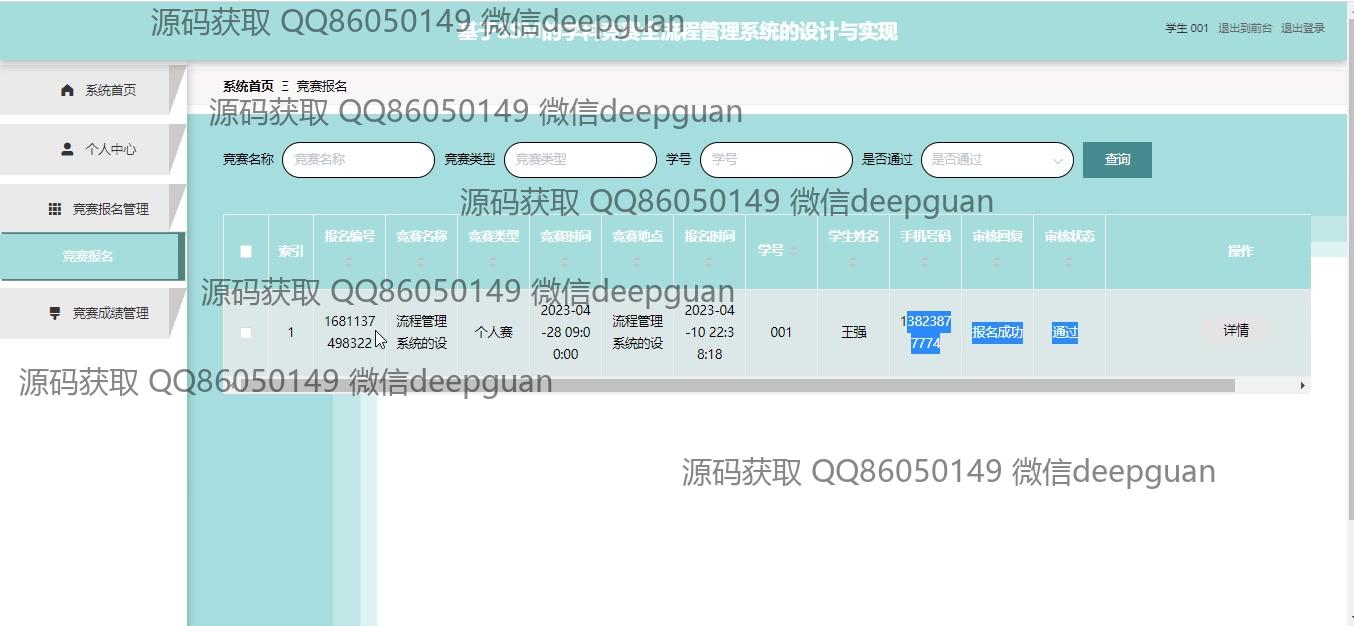 源码获取 QQ86050149 微信deepguan
的学科竞赛全流程管理系统的设计与实现
学生 001 退出到前台 退出登录
系统首页
个人中心
竞赛报名管理
竞赛报名
竞赛成绩管理
系统首页 Ξ 竞赛报名
源码获取 QQ86050149 微信deepguan
竞赛名称 竞赛名称 竞赛类型 竞赛类型 学号 学号 是否通过 是否通过 查询
源码获取 QQ86050149 微信deepguan
索引 报名编号 竞赛名称 竞赛类型 竞赛时间 竞赛地点 报名时间 学号 学生姓名 手机号码 审核回复 审核状态 操作
源码获取 QQ86050149 微信deepguan
1 1681137 流程管理 个人赛 2023-04 流程管理 2023-04 001 王强 1382387 报名成功 通过 详情
498322 系统的设 -28 09:0 系统的设 -10 22:3 7774
0:00 8:18
源码获取 QQ86050149 微信deepguan
源码获取 QQ86050149 微信deepguan